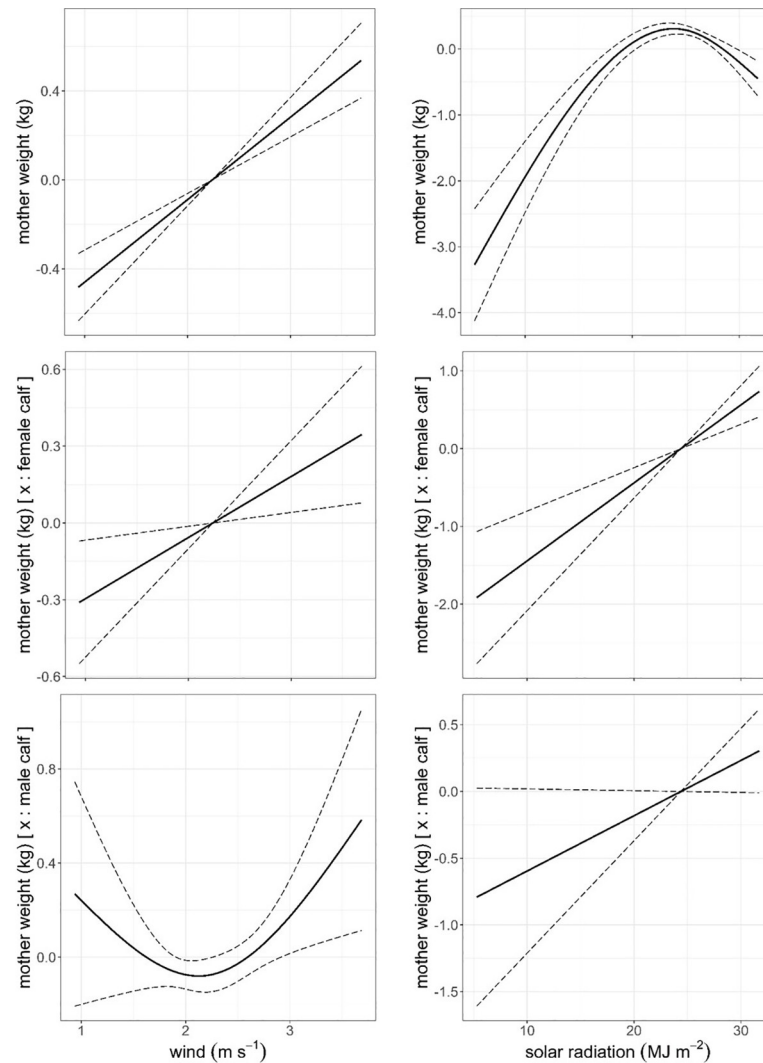 mother weight (kg)
0.4
0.0
-0.4
mother weight (kg)
0.0
-1.0
-2.0
-3.0
-4.0
mother weight (kg) [ x : female calf ]
0.6
0.3
0.0
-0.3
-0.6
mother weight (kg) [ x : female calf ]
1.0
0.0
-1.0
-2.0
mother weight (kg) [ x : male calf ]
0.8
0.4
0.0
1 2 3
wind (m s⁻¹)
mother weight (kg) [ x : male calf ]
0.5
0.0
-0.5
-1.0
-1.5
10 20 30
solar radiation (MJ m⁻²)